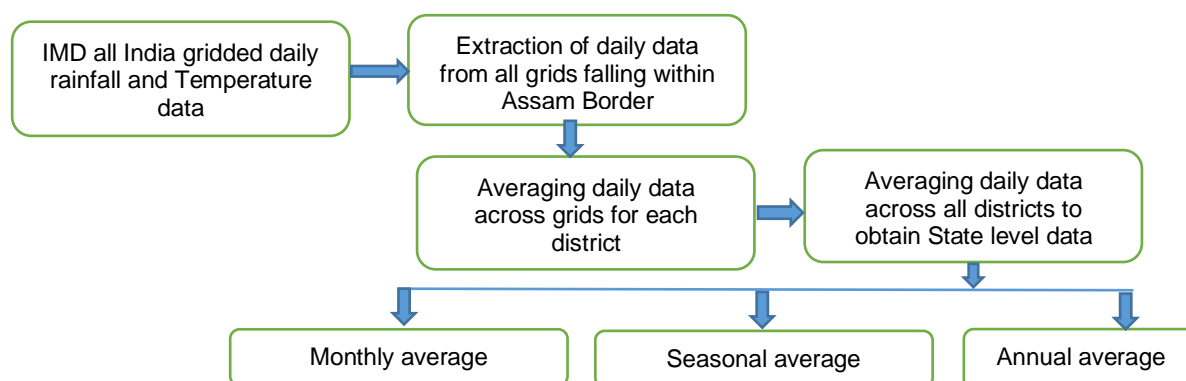 IMD all India gridded daily
rainfall and Temperature
data
Extraction of daily data
from all grids falling within
Assam Border
Averaging daily data
across grids for each
district
Averaging daily data
across all districts to
obtain State level data
Monthly average
Seasonal average
Annual average